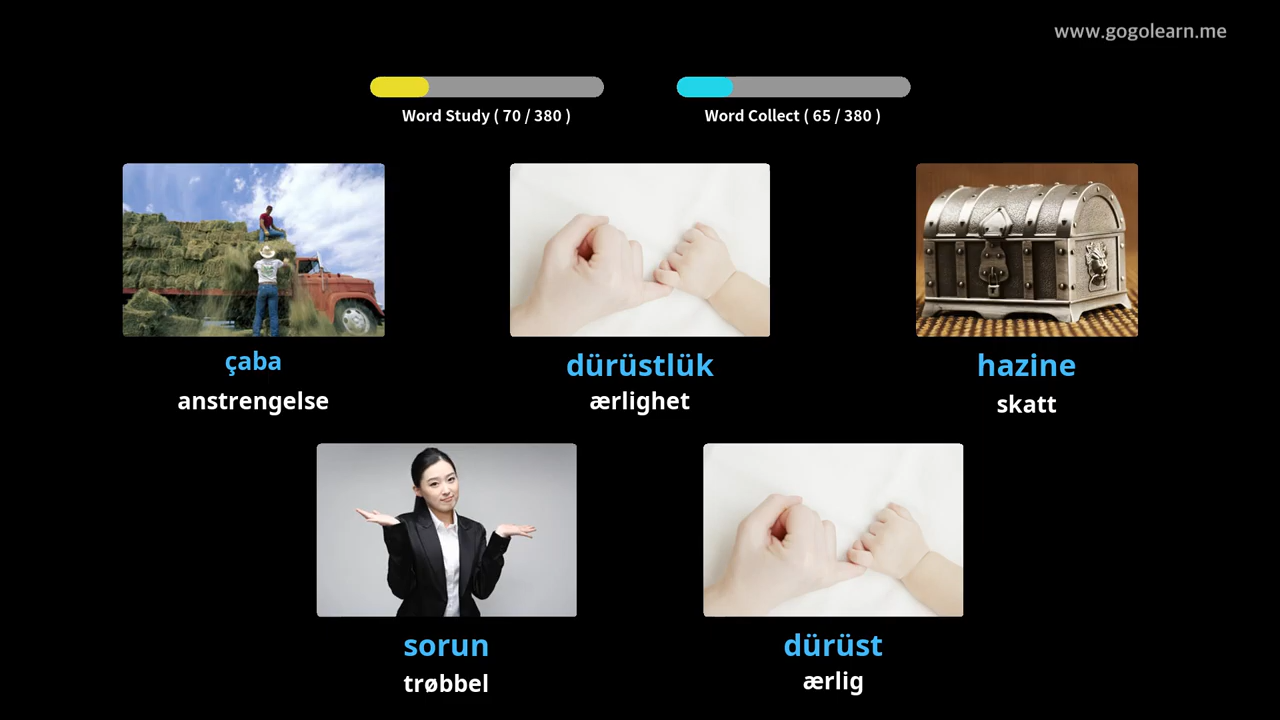 www.gogolearn.me
Word Study ( 70 / 380 )
Word Collect ( 65 / 380 )
çaba
anstrengelse
dürüstlük
ærlighet
hazine
skatt
sorun
trøbbel
dürüst
ærlig